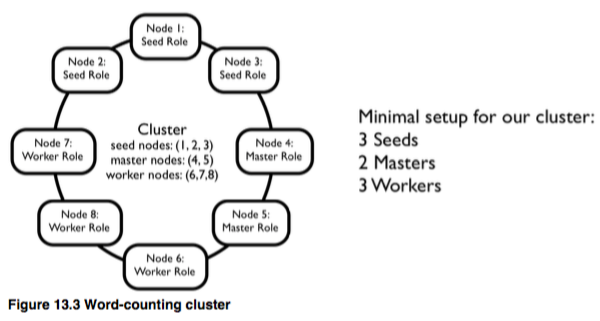 Node 1:
Seed Role
Node 2:
Seed Role
Node 3:
Seed Role
Cluster
seed nodes: (1, 2, 3)
master nodes: (4, 5)
worker nodes: (6,7,8)
Node 7:
Worker Role
Node 4:
Master Role
Node 8:
Worker Role
Node 5:
Master Role
Node 6:
Worker Role
Minimal setup for our cluster:
3 Seeds
2 Masters
3 Workers
Figure 13.3 Word-counting cluster